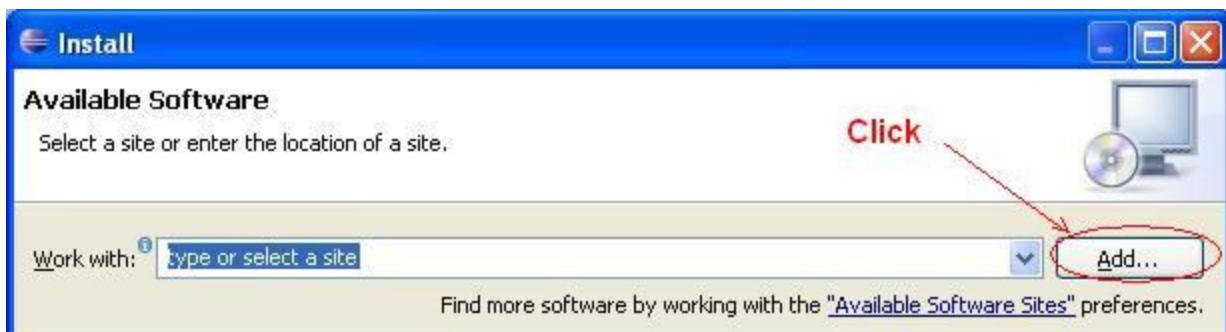 Install
Available Software
Select a site or enter the location of a site.
Click
Work with: type or select a site
Add...
Find more software by working with the "Available Software Sites" preferences.